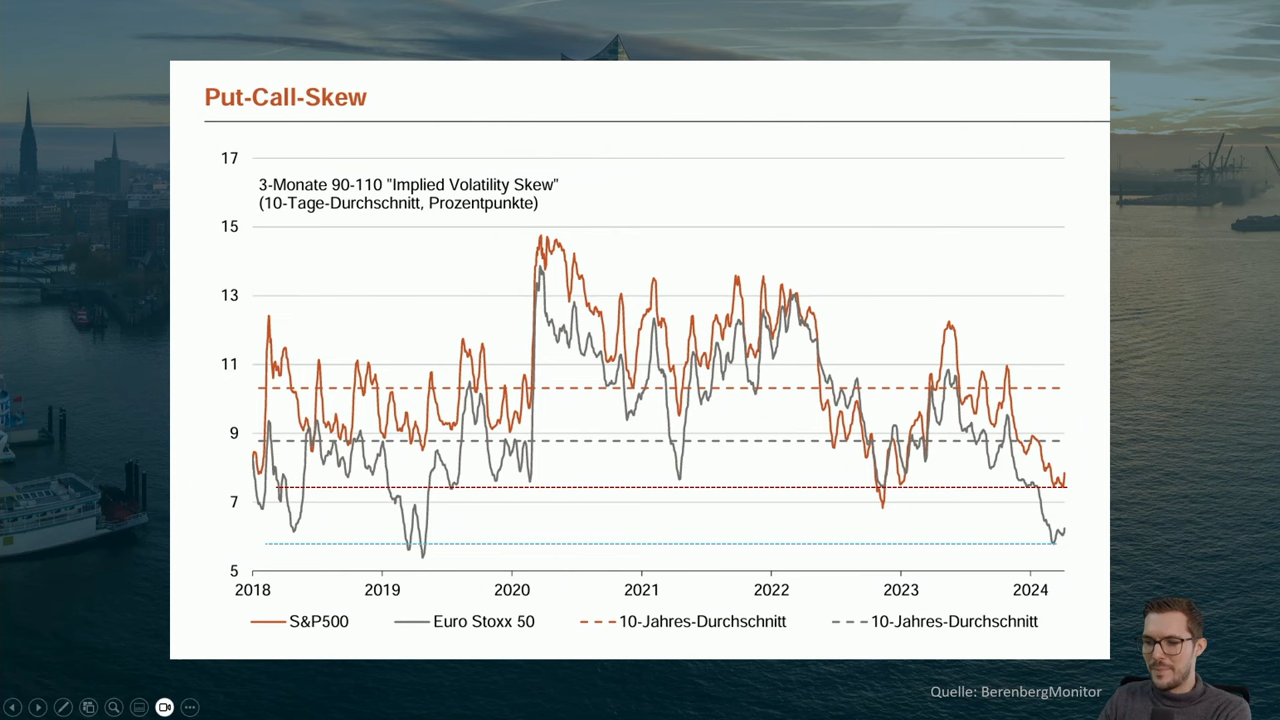 Put-Call-Skew
17
3-Monate 90-110 "Implied Volatility Skew"
(10-Tage-Durchschnitt, Prozentpunkte)
15
13
11
9
7
5
2018 2019 2020 2021 2022 2023 2024
S&P500 Euro Stoxx 50 10-Jahres-Durchschnitt 10-Jahres-Durchschnitt
Quelle: BerenbergMonitor